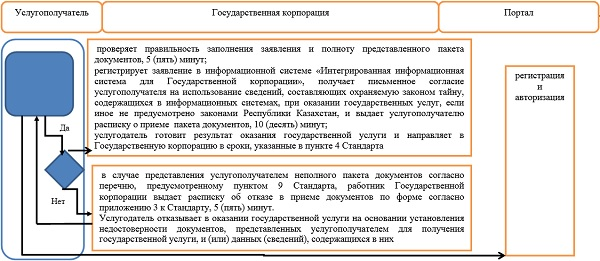 Услугополучатель
Государственная корпорация
Портал
проверяет правильность заполнения заявления и полноту представленного пакета
документов, 5 (пять) минут;
регистрирует заявление в информационной системе «Интегрированная информационная
система для Государственной корпорации», получает письменное согласие
услугополучателя на использование сведений, составляющих охраняемую законом тайну,
содержащихся в информационных системах, при оказании государственных услуг, если
иное не предусмотрено законами Республики Казахстан, и выдает услугополучателю
расписку о приеме пакета документов, 10 (десять) минут;
услугодатель готовит результат оказания государственной услуги и направляет в
Государственную корпорацию в сроки, указанные в пункте 4 Стандарта
Да
Нет
в случае представления услугополучателем неполного пакета документов согласно
перечню, предусмотренному пунктом 9 Стандарта, работник Государственной
корпорации выдает расписку об отказе в приеме документов по форме согласно
приложению 3 к Стандарту, 5 (пять) минут.
Услугодатель отказывает в оказании государственной услуги на основании установления
недостоверности документов, представленных услугополучателем для получения
государственной услуги, и (или) данных (сведений), содержащихся в них
регистрация
и
авторизация